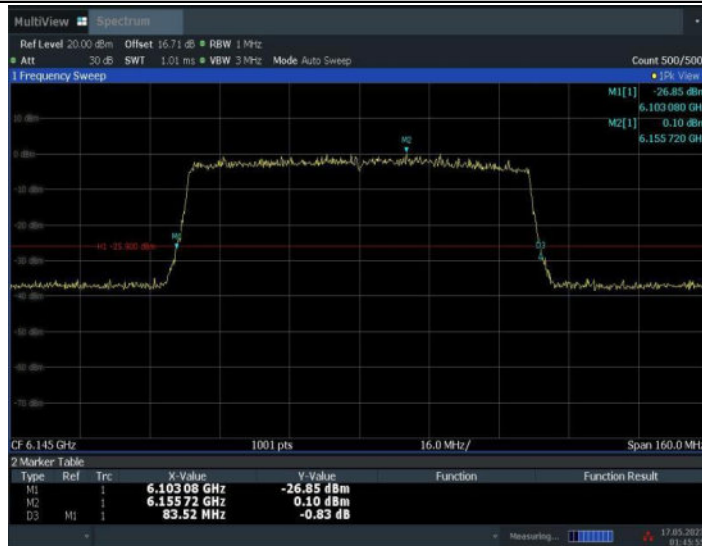 MultiView Spectrum
Ref Level 20.00 dBm Offset 16.71 dB RBW 1 MHz
Att 30 dB SWT 1.01 ms VBW 3 MHz Mode Auto Sweep Count 500/500
1 Frequency Sweep 1Pk View
M1[1] -26.85 dBm
6.103 080 GH
M2[1] 0.10 dBm
6.155 720 GH
10 dBm
M2
0 dBm
-10 dBm
-20 dBm
M1
H1 -25.900 dBm
D3
-30 dBm
-40 dBm
-50 dBm
-60 dBm
-70 dBm
CF 6.145 GHz 1001 pts 16.0 MHz/ Span 160.0 MHz
2 Marker Table
Type Ref Trc X-Value Y-Value Function Function Result
M1 1 6.103 08 GHz -26.85 dBm
M2 1 6.155 72 GHz 0.10 dBm
D3 M1 1 83.52 MHz -0.83 dB
Measuring...
17.05.202
01:45:5